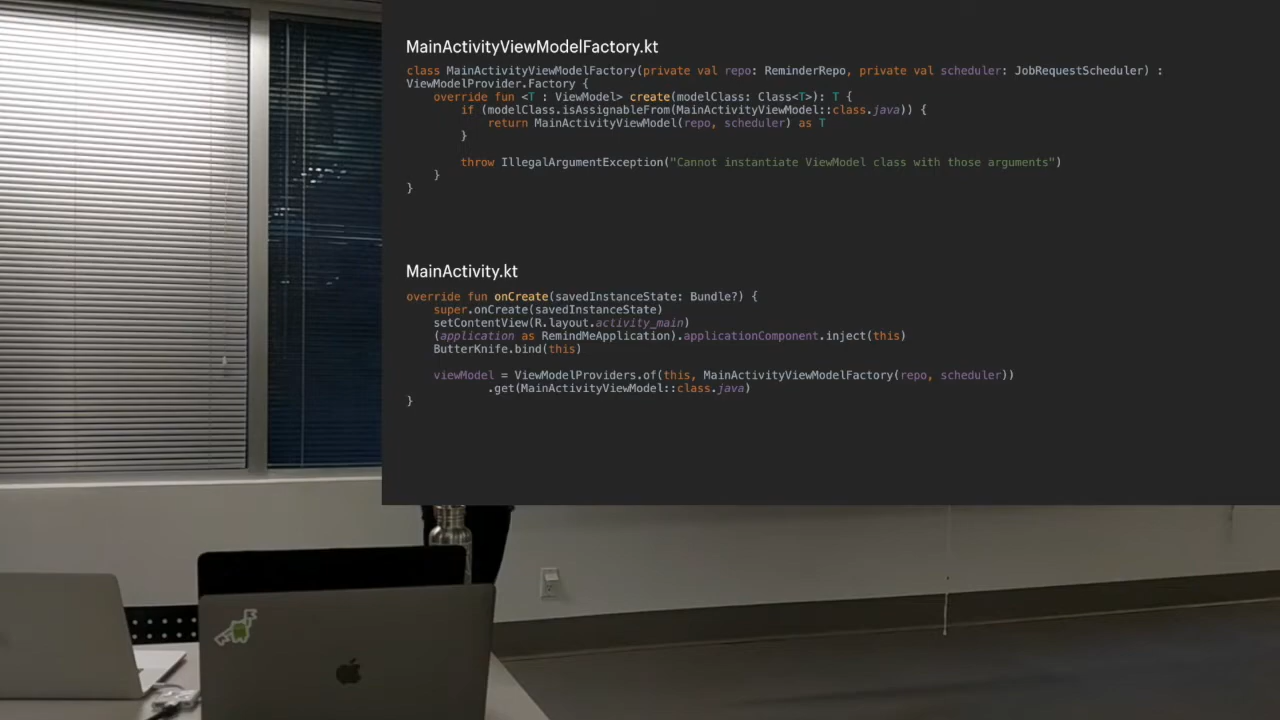 MainActivityViewModelFactory.kt
class MainActivityViewModelFactory(private val repo: ReminderRepo, private val scheduler: JobRequestScheduler) :
ViewModelProvider.Factory {
    override fun <T : ViewModel> create(modelClass: Class<T>): T {
        if (modelClass.isAssignableFrom(MainActivityViewModel::class.java)) {
            return MainActivityViewModel(repo, scheduler) as T
        }
        throw IllegalArgumentException("Cannot instantiate ViewModel class with those arguments")
    }
}
MainActivity.kt
override fun onCreate(savedInstanceState: Bundle?) {
    super.onCreate(savedInstanceState)
    setContentView(R.layout.activity_main)
    (application as RemindMeApplication).applicationComponent.inject(this)
    ButterKnife.bind(this)
    viewModel = ViewModelProviders.of(this, MainActivityViewModelFactory(repo, scheduler))
            .get(MainActivityViewModel::class.java)
}